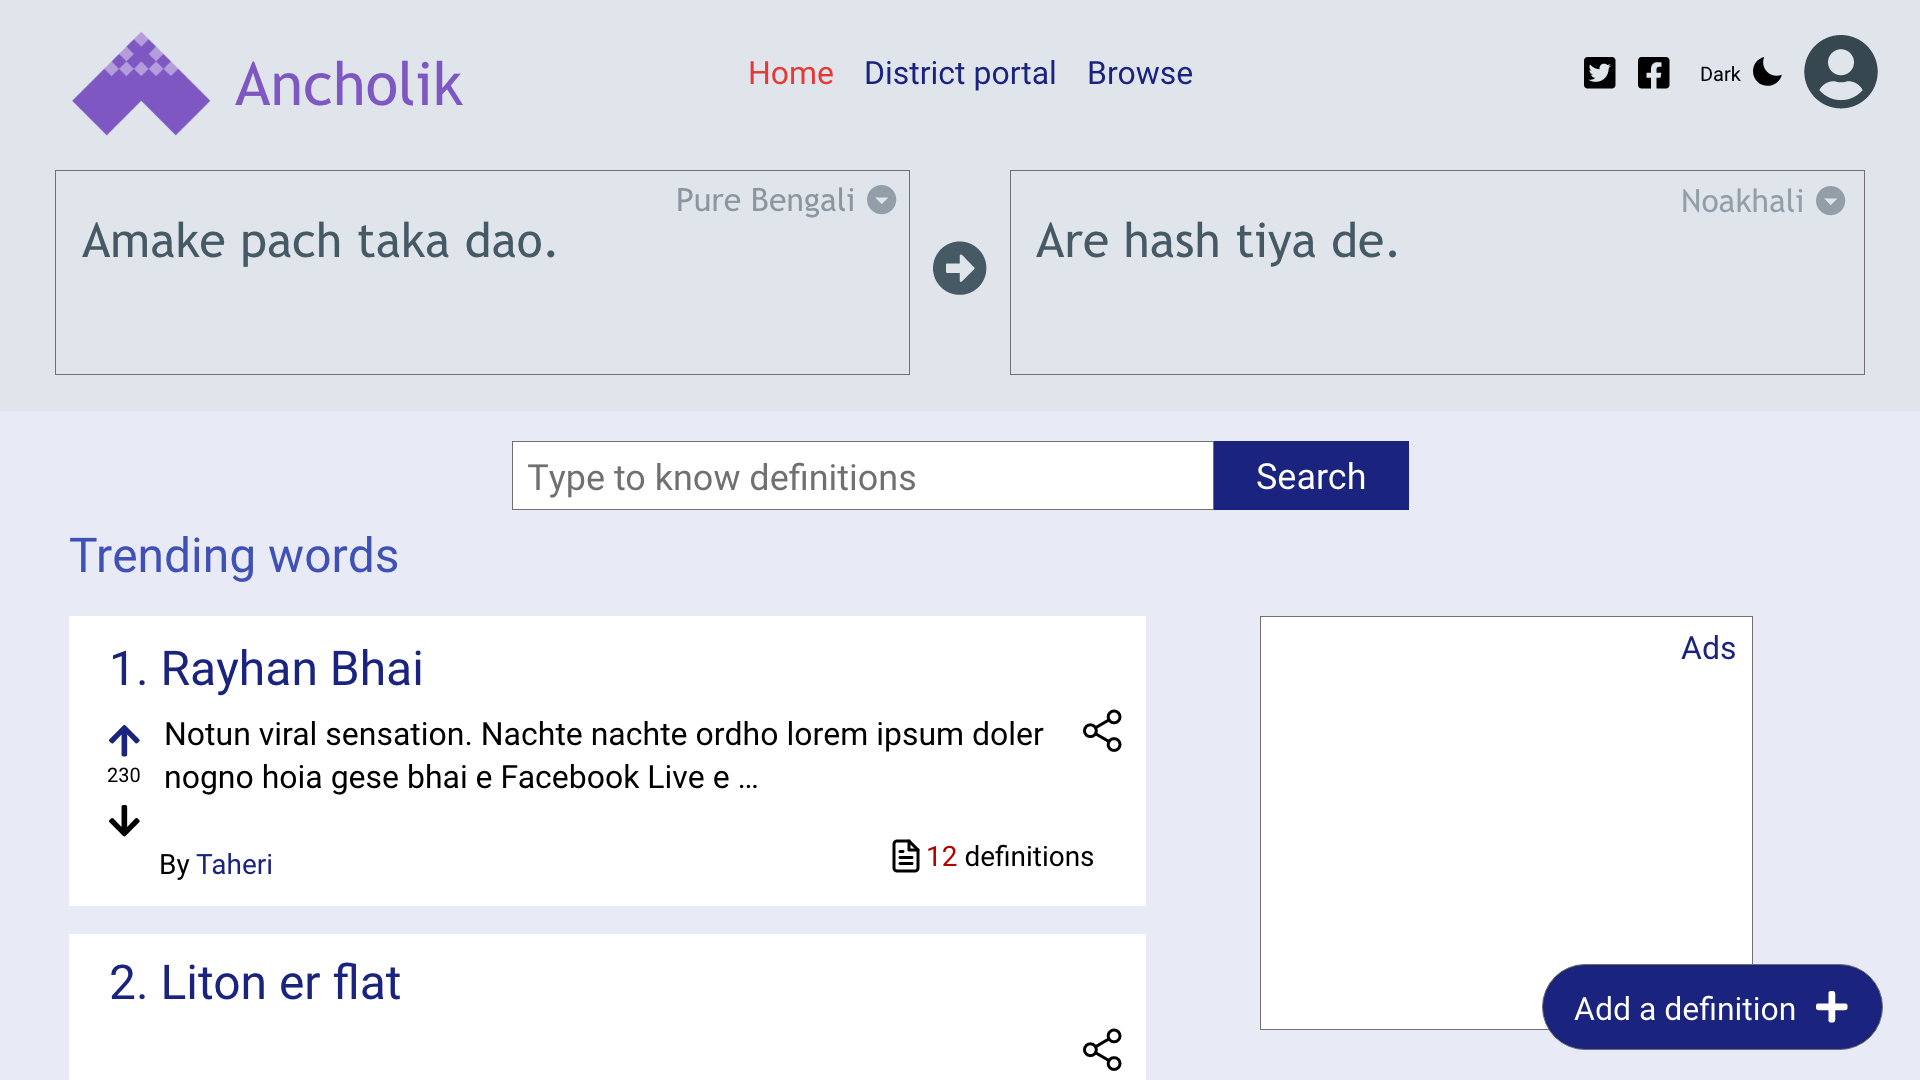 Ancholik
Home District portal Browse
Dark
Pure Bengali
Amake pach taka dao.
Noakhali
Are hash tiya de.
Type to know definitions
Search
Trending words
1. Rayhan Bhai
Notun viral sensation. Nachte nachte ordho lorem ipsum doler
nogno hoia gese bhai e Facebook Live e ...
230
By Taheri
12 definitions
2. Liton er flat
Ads
Add a definition